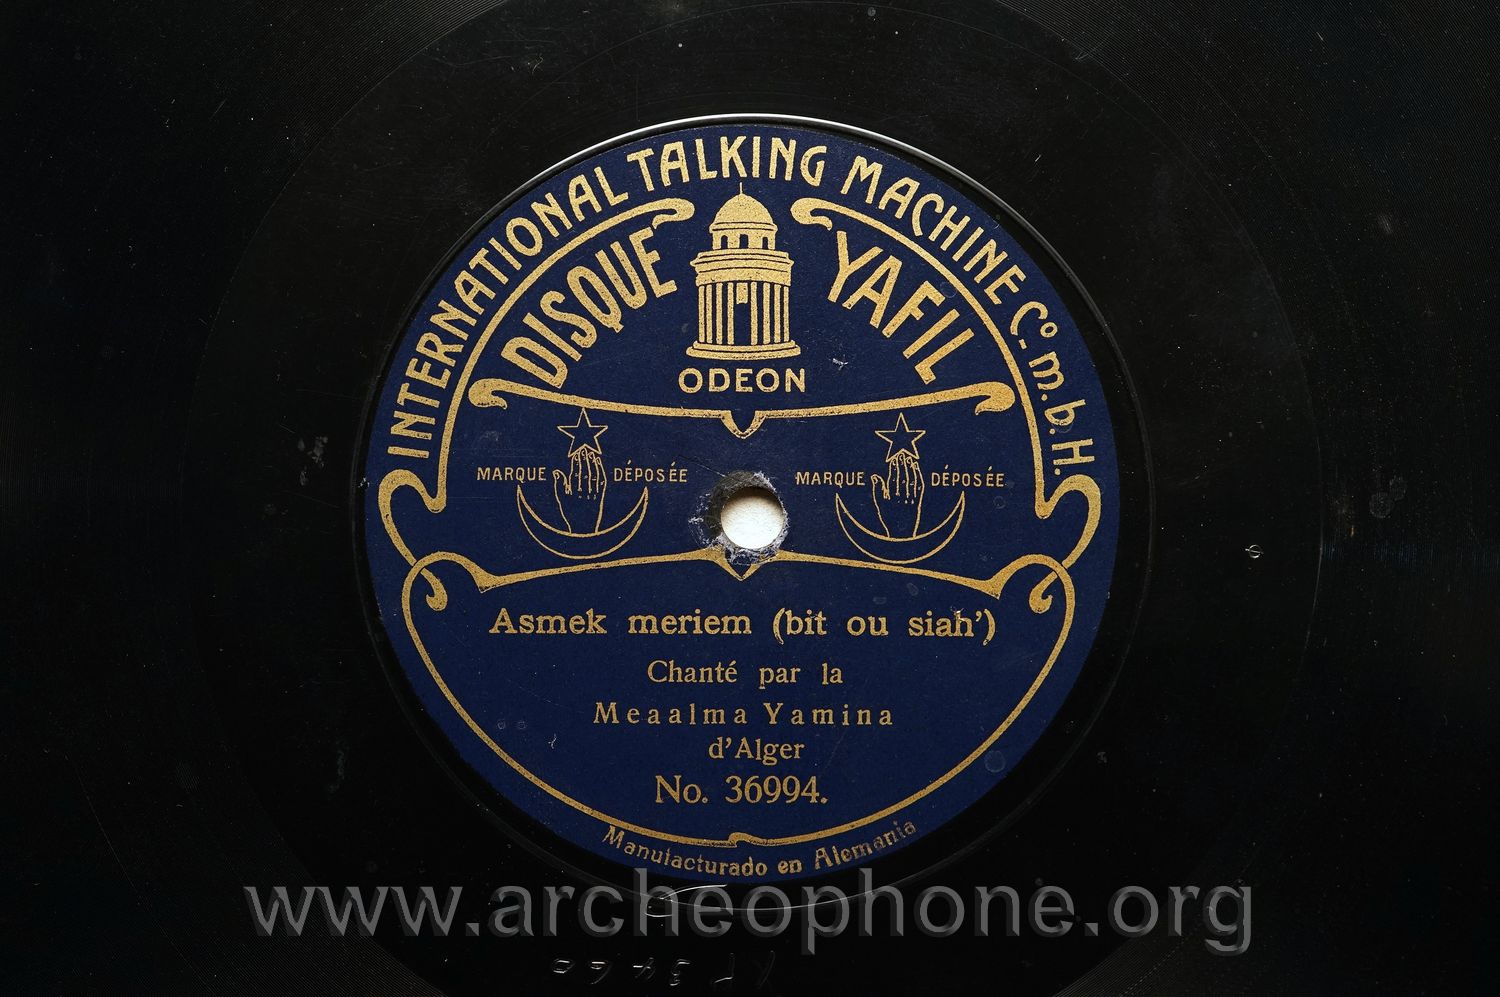 INTERNATIONAL TALKING MACHINE Co. m.b.H.
DISQUE YAFIL
ODEON
MARQUE DÉPOSÉE MARQUE DÉPOSÉE
Asmek meriem (bit ou siah')
Chanté par la
Meaalma Yamina
d'Alger
No. 36994.
Manufacturado en Alemania
www.archeophone.org